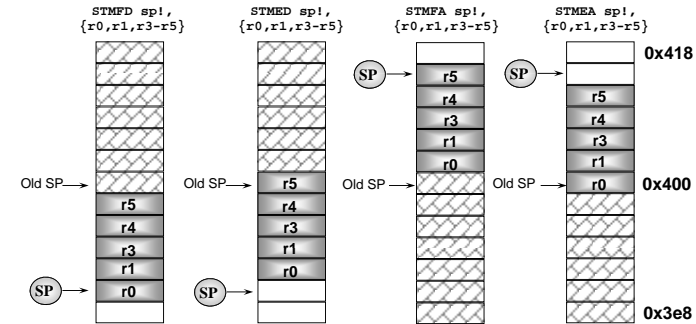 STMFD sp!, STMED sp!, STMFA sp!, STMEA sp!,
{r0,r1,r3-r5} {r0,r1,r3-r5} {r0,r1,r3-r5} {r0,r1,r3-r5}
0x418
SP r5 SP
r4 r5
r3 r4
r1 r3
r0 r1
Old SP Old SP r5 Old SP Old SP r0 0x400
r5 r4
r4 r3
r3 r1
r1 r0
SP r0 SP
0x3e8